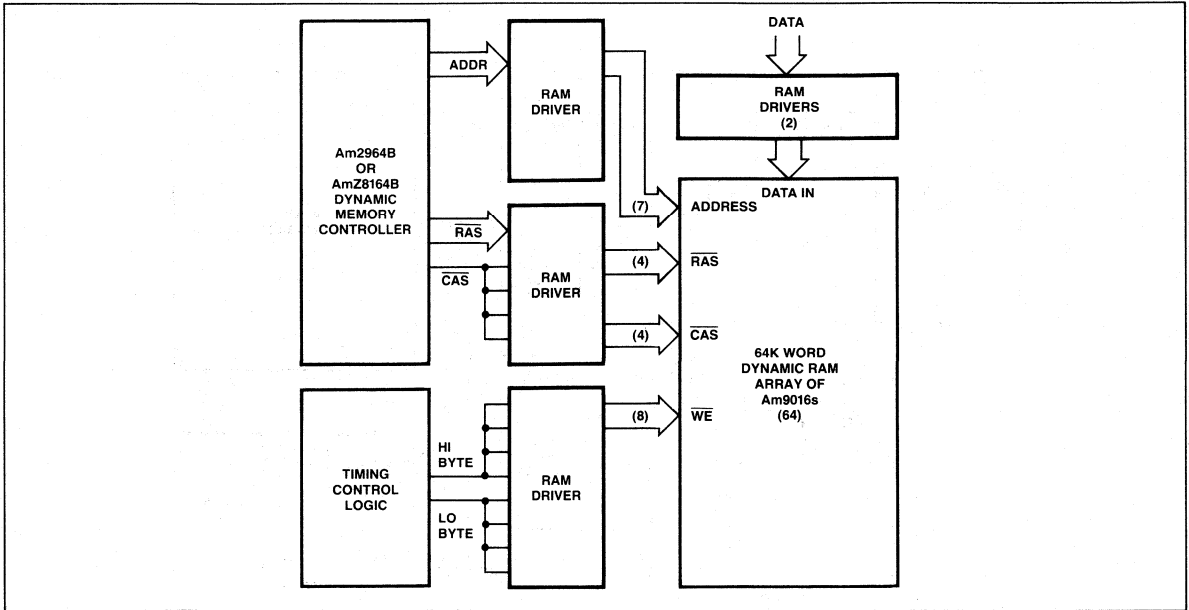 Am2964B
OR
AmZ8164B
DYNAMIC
MEMORY
CONTROLLER
ADDR
RAS
CAS
RAM
DRIVER
RAM
DRIVER
TIMING
CONTROL
LOGIC
HI
BYTE
LO
BYTE
RAM
DRIVER
(7)
(4)
(4)
(8)
DATA
RAM
DRIVERS
(2)
DATA IN
ADDRESS
RAS
CAS
WE
64K WORD
DYNAMIC RAM
ARRAY OF
Am9016s
(64)